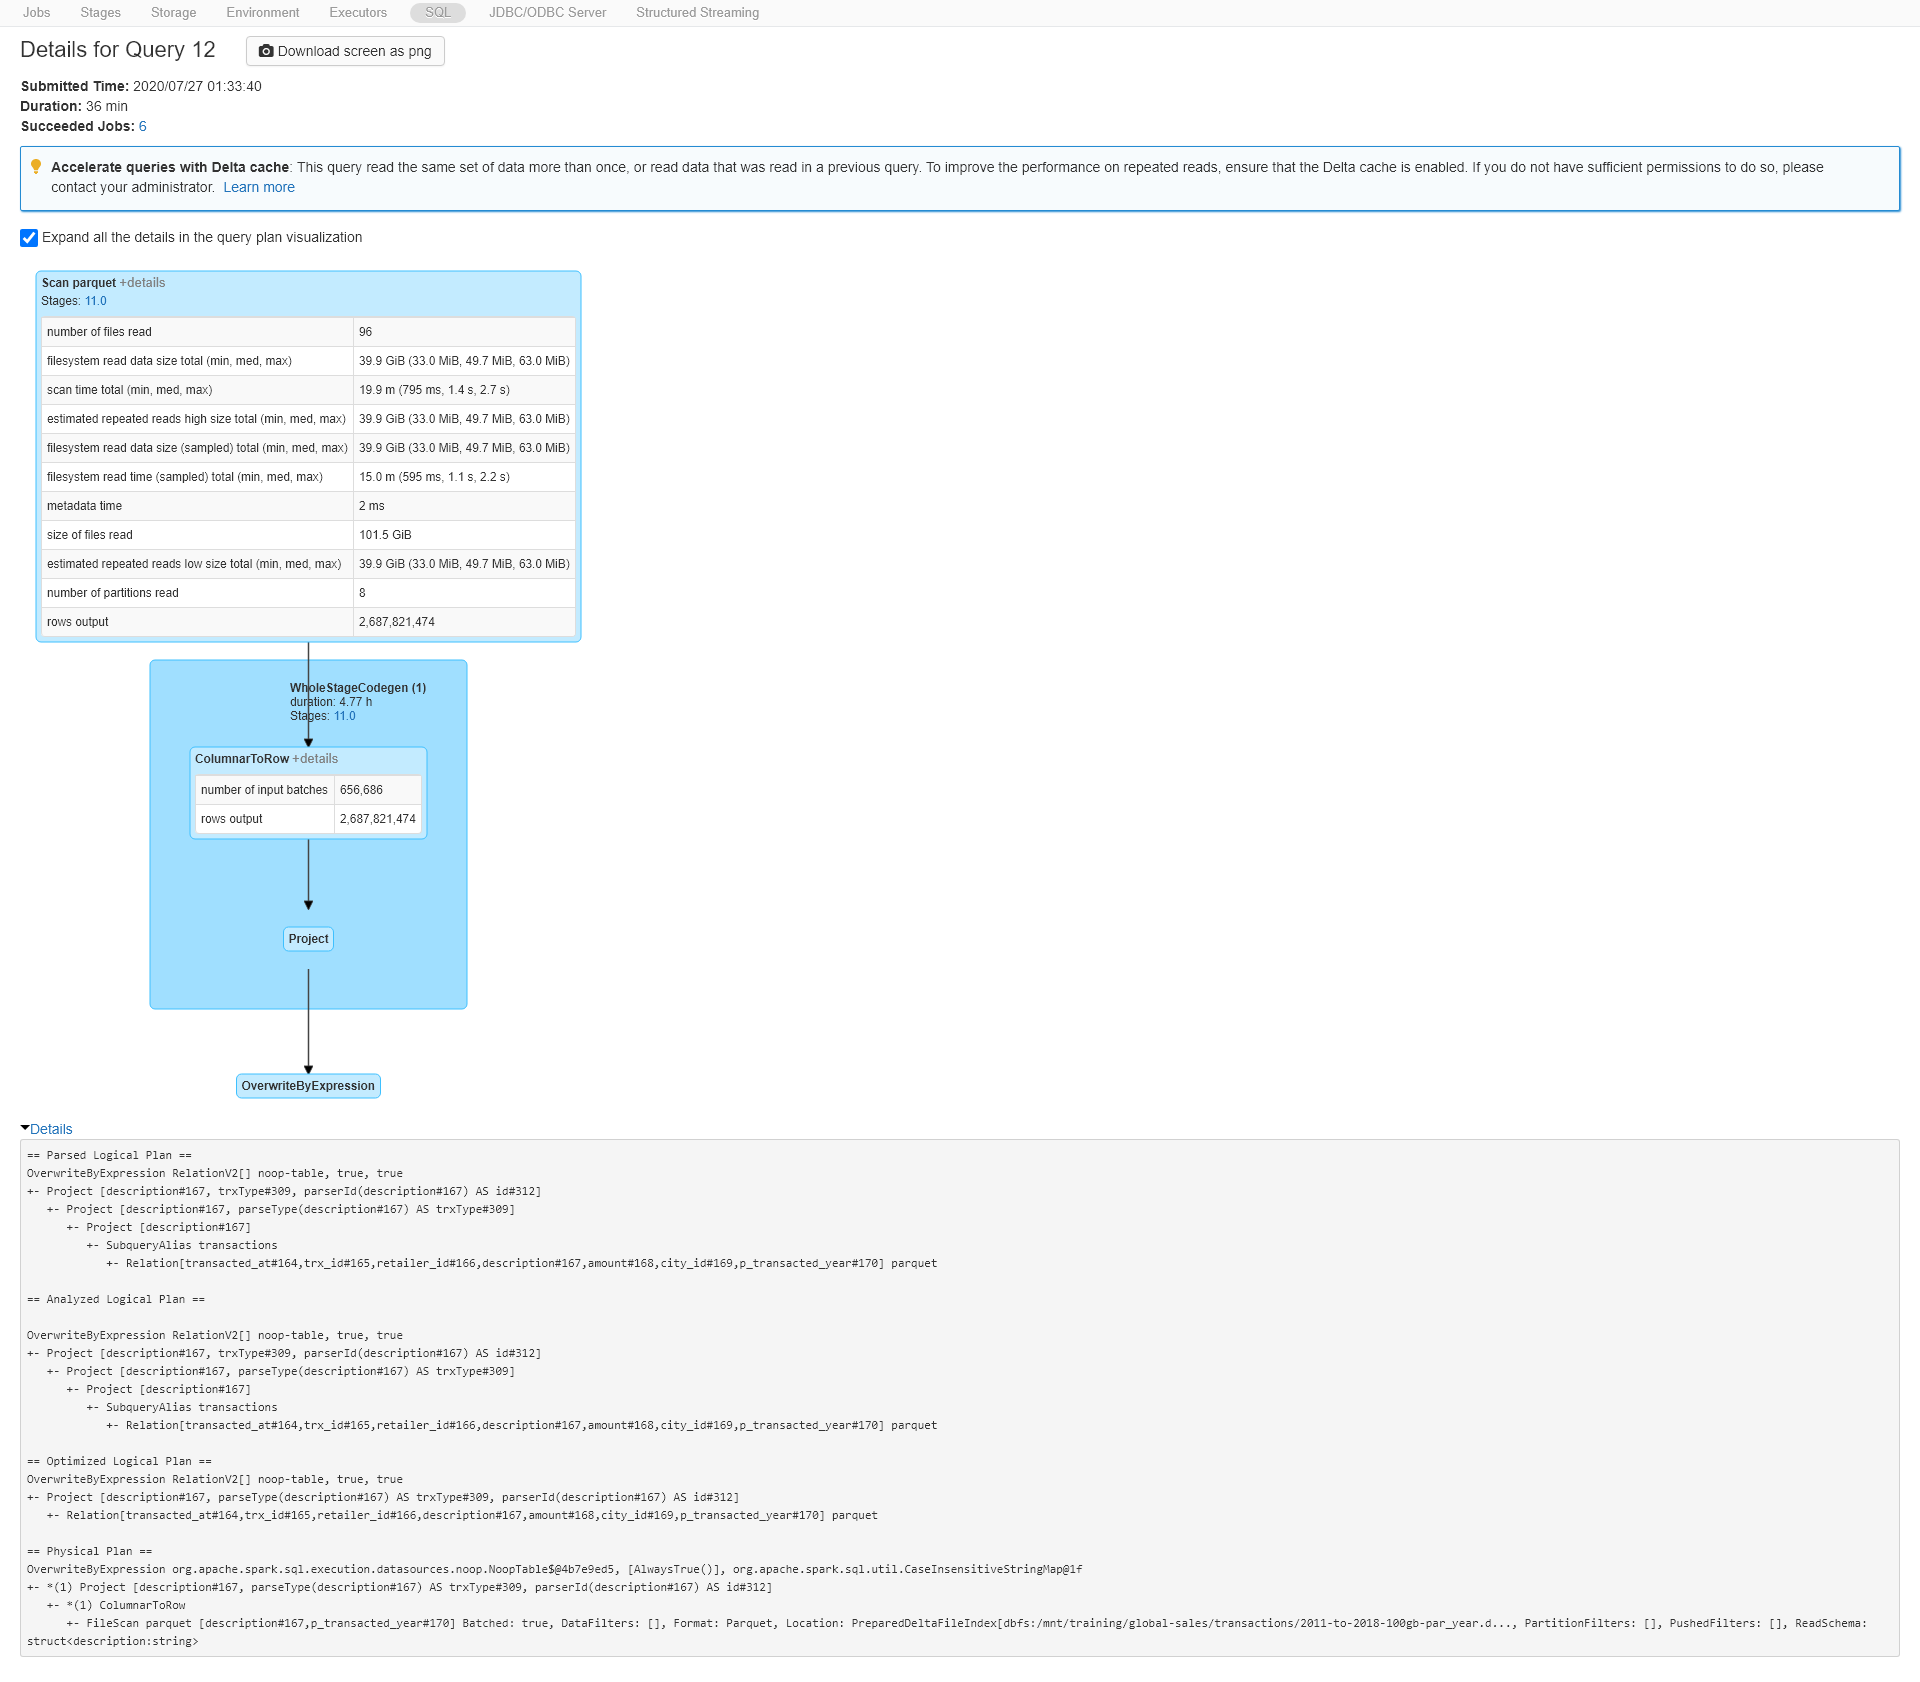 Jobs Stages Storage Environment Executors SQL JDBC/ODBC Server Structured Streaming
Details for Query 12 Download screen as png
Submitted Time: 2020/07/27 01:33:40
Duration: 36 min
Succeeded Jobs: 6
Accelerate queries with Delta cache: This query read the same set of data more than once, or read data that was read in a previous query. To improve the performance on repeated reads, ensure that the Delta cache is enabled. If you do not have sufficient permissions to do so, please
contact your administrator. Learn more
Expand all the details in the query plan visualization
Scan parquet +details
Stages: 11.0
number of files read 96
filesystem read data size total (min, med, max) 39.9 GiB (33.0 MiB, 49.7 MiB, 63.0 MiB)
scan time total (min, med, max) 19.9 m (795 ms, 1.4 s, 2.7 s)
estimated repeated reads high size total (min, med, max) 39.9 GiB (33.0 MiB, 49.7 MiB, 63.0 MiB)
filesystem read data size (sampled) total (min, med, max) 39.9 GiB (33.0 MiB, 49.7 MiB, 63.0 MiB)
filesystem read time (sampled) total (min, med, max) 15.0 m (595 ms, 1.1 s, 2.2 s)
metadata time 2 ms
size of files read 101.5 GiB
estimated repeated reads low size total (min, med, max) 39.9 GiB (33.0 MiB, 49.7 MiB, 63.0 MiB)
number of partitions read 8
rows output 2,687,821,474
WholeStageCodegen (1)
duration: 4.77 h
Stages: 11.0
ColumnarToRow +details
number of input batches 656,686
rows output 2,687,821,474
Project
OverwriteByExpression
Details
== Parsed Logical Plan ==
OverwriteByExpression RelationV2[] noop-table, true, true
+- Project [description#167, trxType#309, parserId(description#167) AS id#312]
   +- Project [description#167, parseType(description#167) AS trxType#309]
      +- Project [description#167]
         +- SubqueryAlias transactions
            +- Relation[transacted_at#164,trx_id#165,retailer_id#166,description#167,amount#168,city_id#169,p_transacted_year#170] parquet
== Analyzed Logical Plan ==
OverwriteByExpression RelationV2[] noop-table, true, true
+- Project [description#167, trxType#309, parserId(description#167) AS id#312]
   +- Project [description#167, parseType(description#167) AS trxType#309]
      +- Project [description#167]
         +- SubqueryAlias transactions
            +- Relation[transacted_at#164,trx_id#165,retailer_id#166,description#167,amount#168,city_id#169,p_transacted_year#170] parquet
== Optimized Logical Plan ==
OverwriteByExpression RelationV2[] noop-table, true, true
+- Project [description#167, parseType(description#167) AS trxType#309, parserId(description#167) AS id#312]
   +- Relation[transacted_at#164,trx_id#165,retailer_id#166,description#167,amount#168,city_id#169,p_transacted_year#170] parquet
== Physical Plan ==
OverwriteByExpression org.apache.spark.sql.execution.datasources.noop.NoopTable$@4b7e9ed5, [AlwaysTrue()], org.apache.spark.sql.util.CaseInsensitiveStringMap@1f
+- *(1) Project [description#167, parseType(description#167) AS trxType#309, parserId(description#167) AS id#312]
   +- *(1) ColumnarToRow
      +- FileScan parquet [description#167,p_transacted_year#170] Batched: true, DataFilters: [], Format: Parquet, Location: PreparedDeltaFileIndex[dbfs:/mnt/training/global-sales/transactions/2011-to-2018-100gb-par_year.d..., PartitionFilters: [], PushedFilters: [], ReadSchema:
struct<description:string>